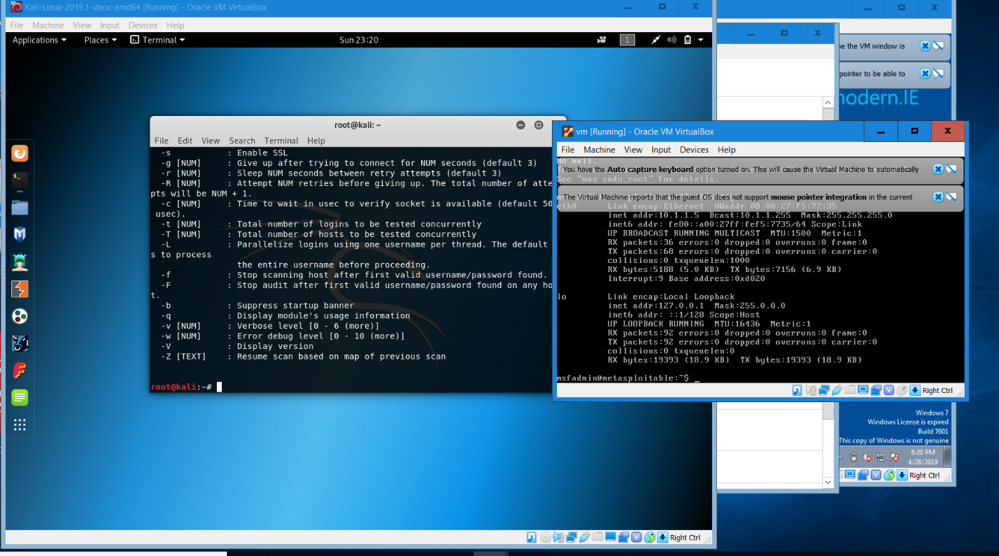 Kali-Linux-2019.1-vbox-amd64 [Running] - Oracle VM VirtualBox
File Machine View Input Devices Help
Applications Places Terminal Sun 23:20 1
root@kali: ~
File Edit View Search Terminal Help
-s : Enable SSL
-g [NUM] : Give up after trying to connect for NUM seconds (default 3)
-r [NUM] : Sleep NUM seconds between retry attempts (default 3)
-R [NUM] : Attempt NUM retries before giving up. The total number of atte
pts will be NUM + 1.
-c [NUM] : Time to wait in usec to verify socket is available (default 50
usec).
-t [NUM] : Total number of logins to be tested concurrently
-T [NUM] : Total number of hosts to be tested concurrently
-L : Parallelize logins using one username per thread. The default
s to process
the entire username before proceeding.
-f : Stop scanning host after first valid username/password found.
-F : Stop audit after first valid username/password found on any ho
t.
-b : Suppress startup banner
-q : Display module's usage information
-v [NUM] : Verbose level [0 - 6 (more)]
-w [NUM] : Error debug level [0 - 10 (more)]
-V : Display version
-Z [TEXT] : Resume scan based on map of previous scan
root@kali:~#
Right Ctrl
ne the VM window is
pointer to be able to
modern.IE
vm [Running] - Oracle VM VirtualBox
File Machine View Input Devices Help
No mail.
You have the Auto capture keyboard option turned on. This will cause the Virtual Machine to automatically
See "man sudo_root" for details.
The Virtual Machine reports that the guest OS does not support mouse pointer integration in the current
eth0 Link encap:Ethernet HWaddr 08:00:27:f5:77:35
inet addr:10.1.1.5 Bcast:10.1.1.255 Mask:255.255.255.0
inet6 addr: fe80::a00:27ff:fef5:7735/64 Scope:Link
UP BROADCAST RUNNING MULTICAST MTU:1500 Metric:1
RX packets:36 errors:0 dropped:0 overruns:0 frame:0
TX packets:68 errors:0 dropped:0 overruns:0 carrier:0
collisions:0 txqueuelen:1000
RX bytes:5188 (5.0 KB) TX bytes:7156 (6.9 KB)
Interrupt:9 Base address:0xd020
lo Link encap:Local Loopback
inet addr:127.0.0.1 Mask:255.0.0.0
inet6 addr: ::1/128 Scope:Host
UP LOOPBACK RUNNING MTU:16436 Metric:1
RX packets:92 errors:0 dropped:0 overruns:0 frame:0
TX packets:92 errors:0 dropped:0 overruns:0 carrier:0
collisions:0 txqueuelen:0
RX bytes:19393 (18.9 KB) TX bytes:19393 (18.9 KB)
msfadmin@metasploitable:~$ _
Right Ctrl
Windows 7
Windows License is expired
Build 7601
This copy of Windows is not genuine
8:20 PM
4/28/2019
Right Ctrl